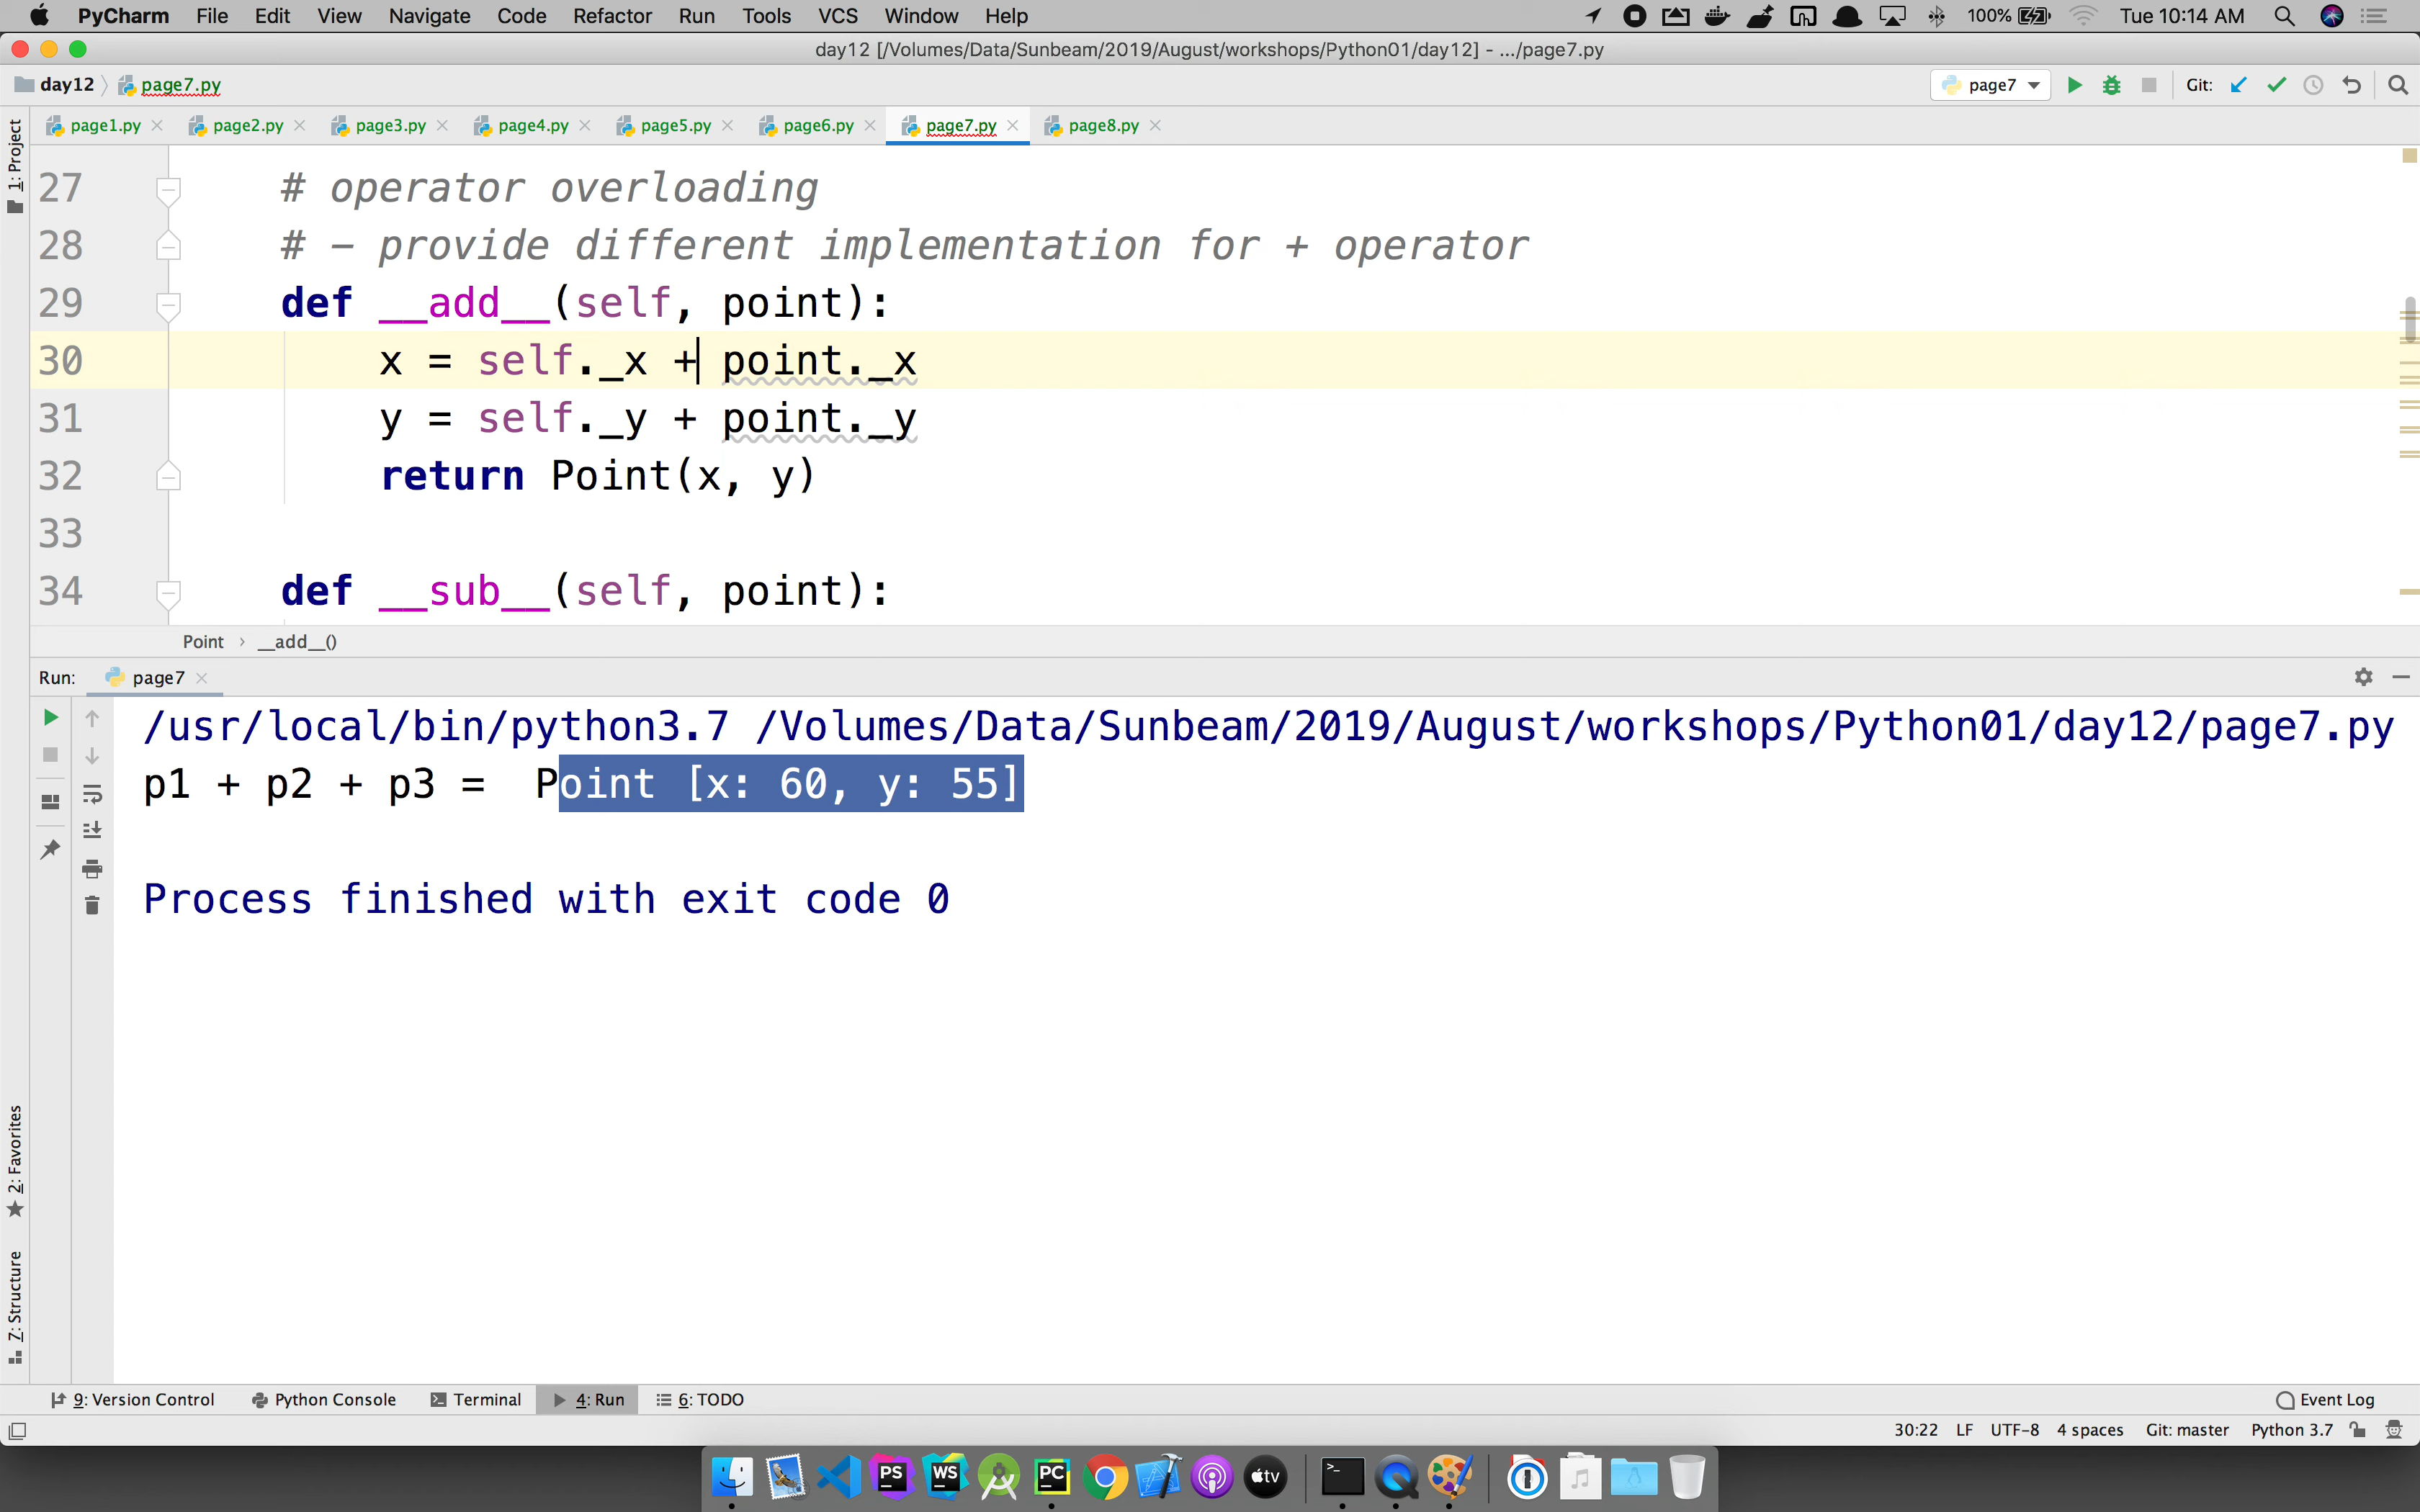 PyCharm File Edit View Navigate Code Refactor Run Tools VCS Window Help 100% Tue 10:14 AM
day12 [/Volumes/Data/Sunbeam/2019/August/workshops/Python01/day12] - .../page7.py
day12 page7.py page7 Git:
page1.py page2.py page3.py page4.py page5.py page6.py page7.py page8.py
1: Project
27 # operator overloading
28 # - provide different implementation for + operator
29 def __add__(self, point):
30 x = self._x + point._x
31 y = self._y + point._y
32 return Point(x, y)
33
34 def __sub__(self, point):
Point › __add__()
Run: page7
/usr/local/bin/python3.7 /Volumes/Data/Sunbeam/2019/August/workshops/Python01/day12/page7.py
p1 + p2 + p3 =  Point [x: 60, y: 55]
Process finished with exit code 0
2: Favorites
7: Structure
9: Version Control Python Console Terminal 4: Run 6: TODO Event Log
30:22 LF UTF-8 4 spaces Git: master Python 3.7
PS WS PC tv